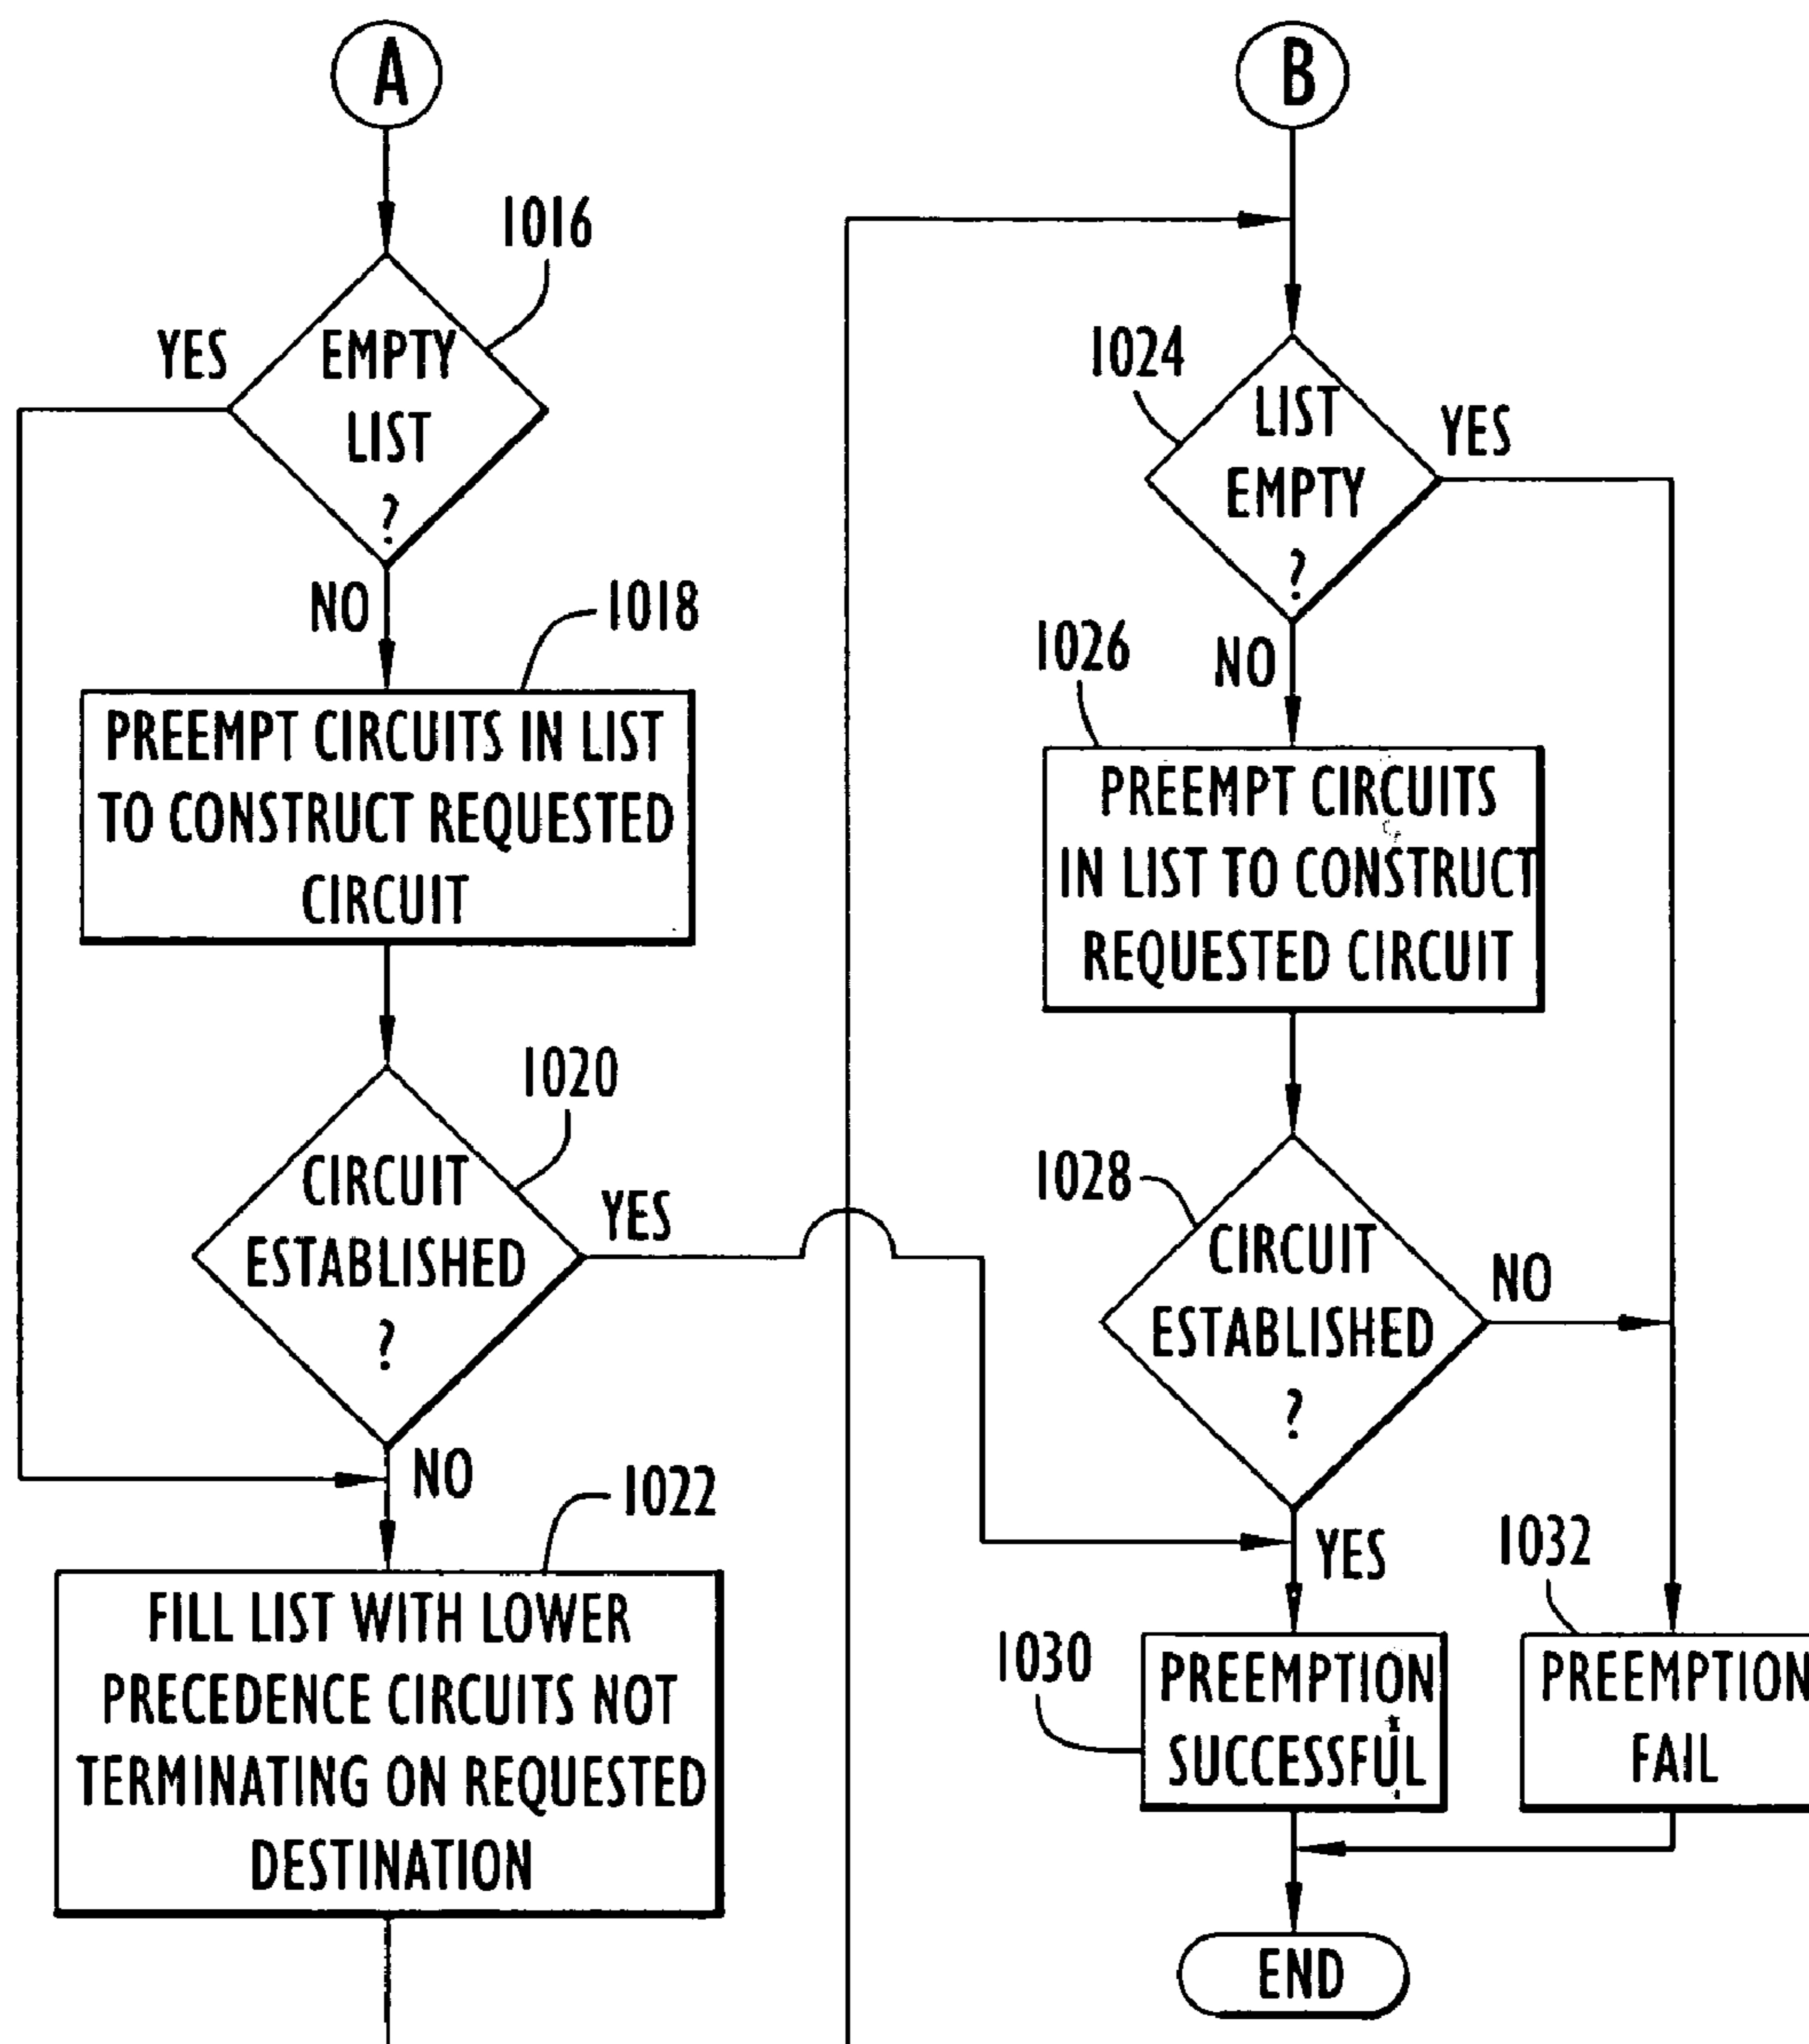 A
1016
YES
EMPTY
LIST
?
NO
1018
PREEMPT CIRCUITS IN LIST
TO CONSTRUCT REQUESTED
CIRCUIT
1020
CIRCUIT
ESTABLISHED
?
YES
NO
1022
FILL LIST WITH LOWER
PRECEDENCE CIRCUITS NOT
TERMINATING ON REQUESTED
DESTINATION
B
1024
LIST
EMPTY
?
YES
NO
1026
PREEMPT CIRCUITS
IN LIST TO CONSTRUCT
REQUESTED CIRCUIT
1028
CIRCUIT
ESTABLISHED
?
NO
YES
1030
PREEMPTION
SUCCESSFUL
1032
PREEMPTION
FAIL
END